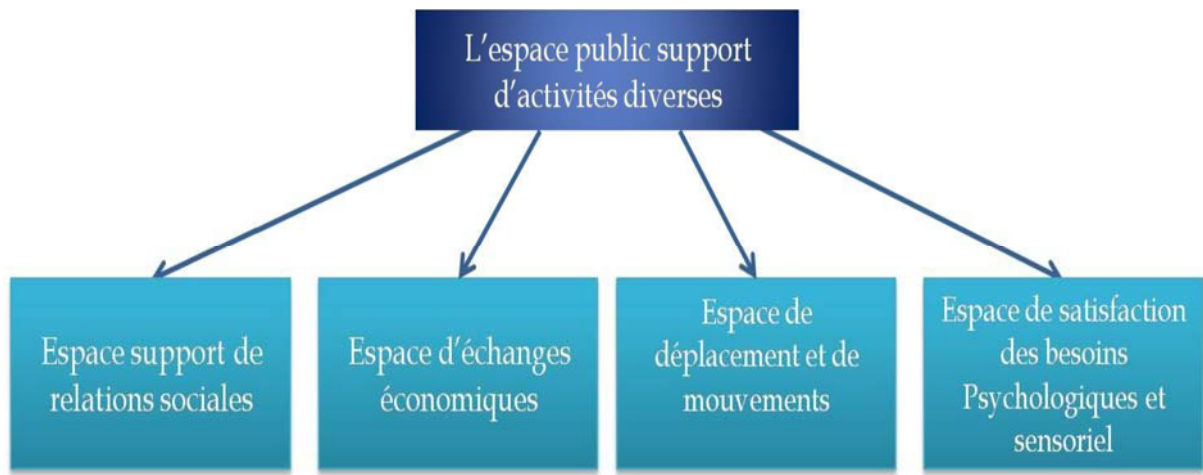 L’espace public support
d’activités diverses
Espace support de
relations sociales
Espace d’échanges
économiques
Espace de
déplacement et de
mouvements
Espace de satisfaction
des besoins
Psychologiques et
sensoriel